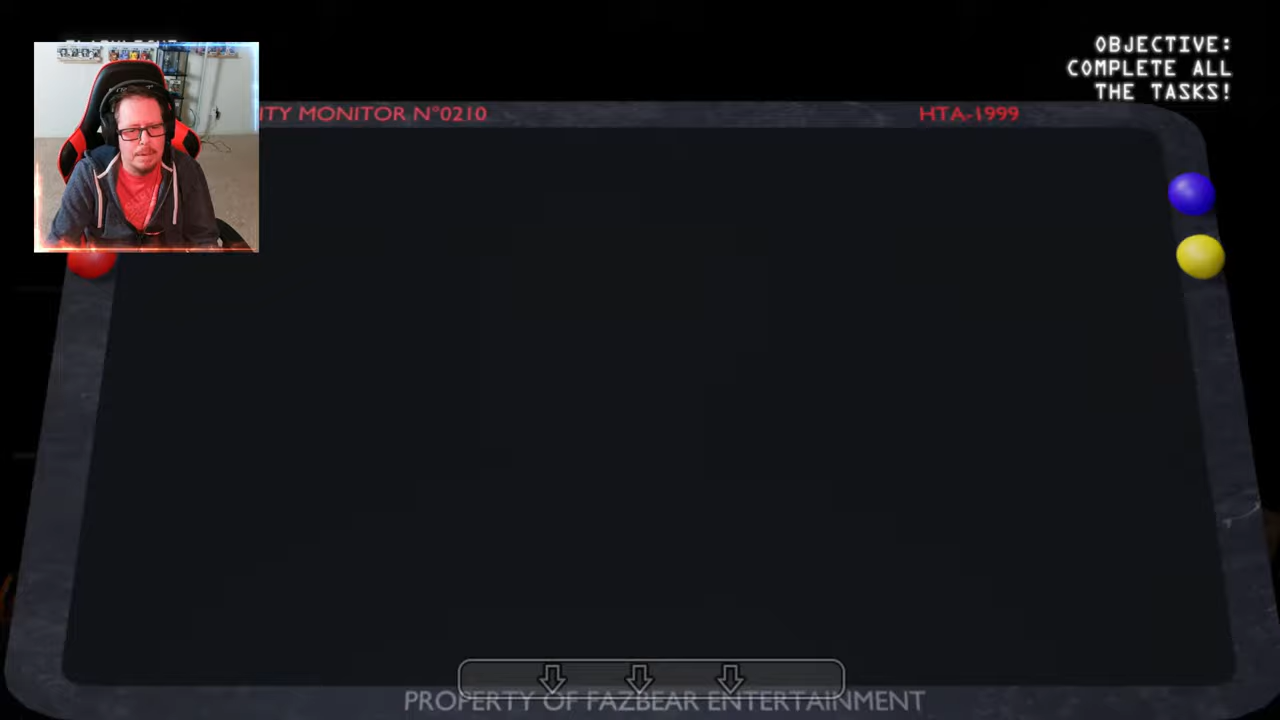 OBJECTIVE:
COMPLETE ALL
THE TASKS!
ITY MONITOR N°0210
HTA-1999
PROPERTY OF FAZBEAR ENTERTAINMENT